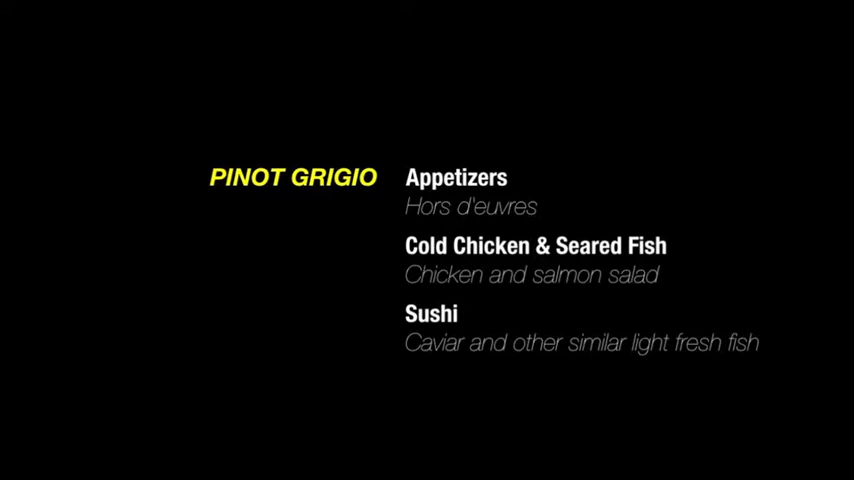 PINOT GRIGIO Appetizers
Hors d'euvres
Cold Chicken & Seared Fish
Chicken and salmon salad
Sushi
Caviar and other similar light fresh fish